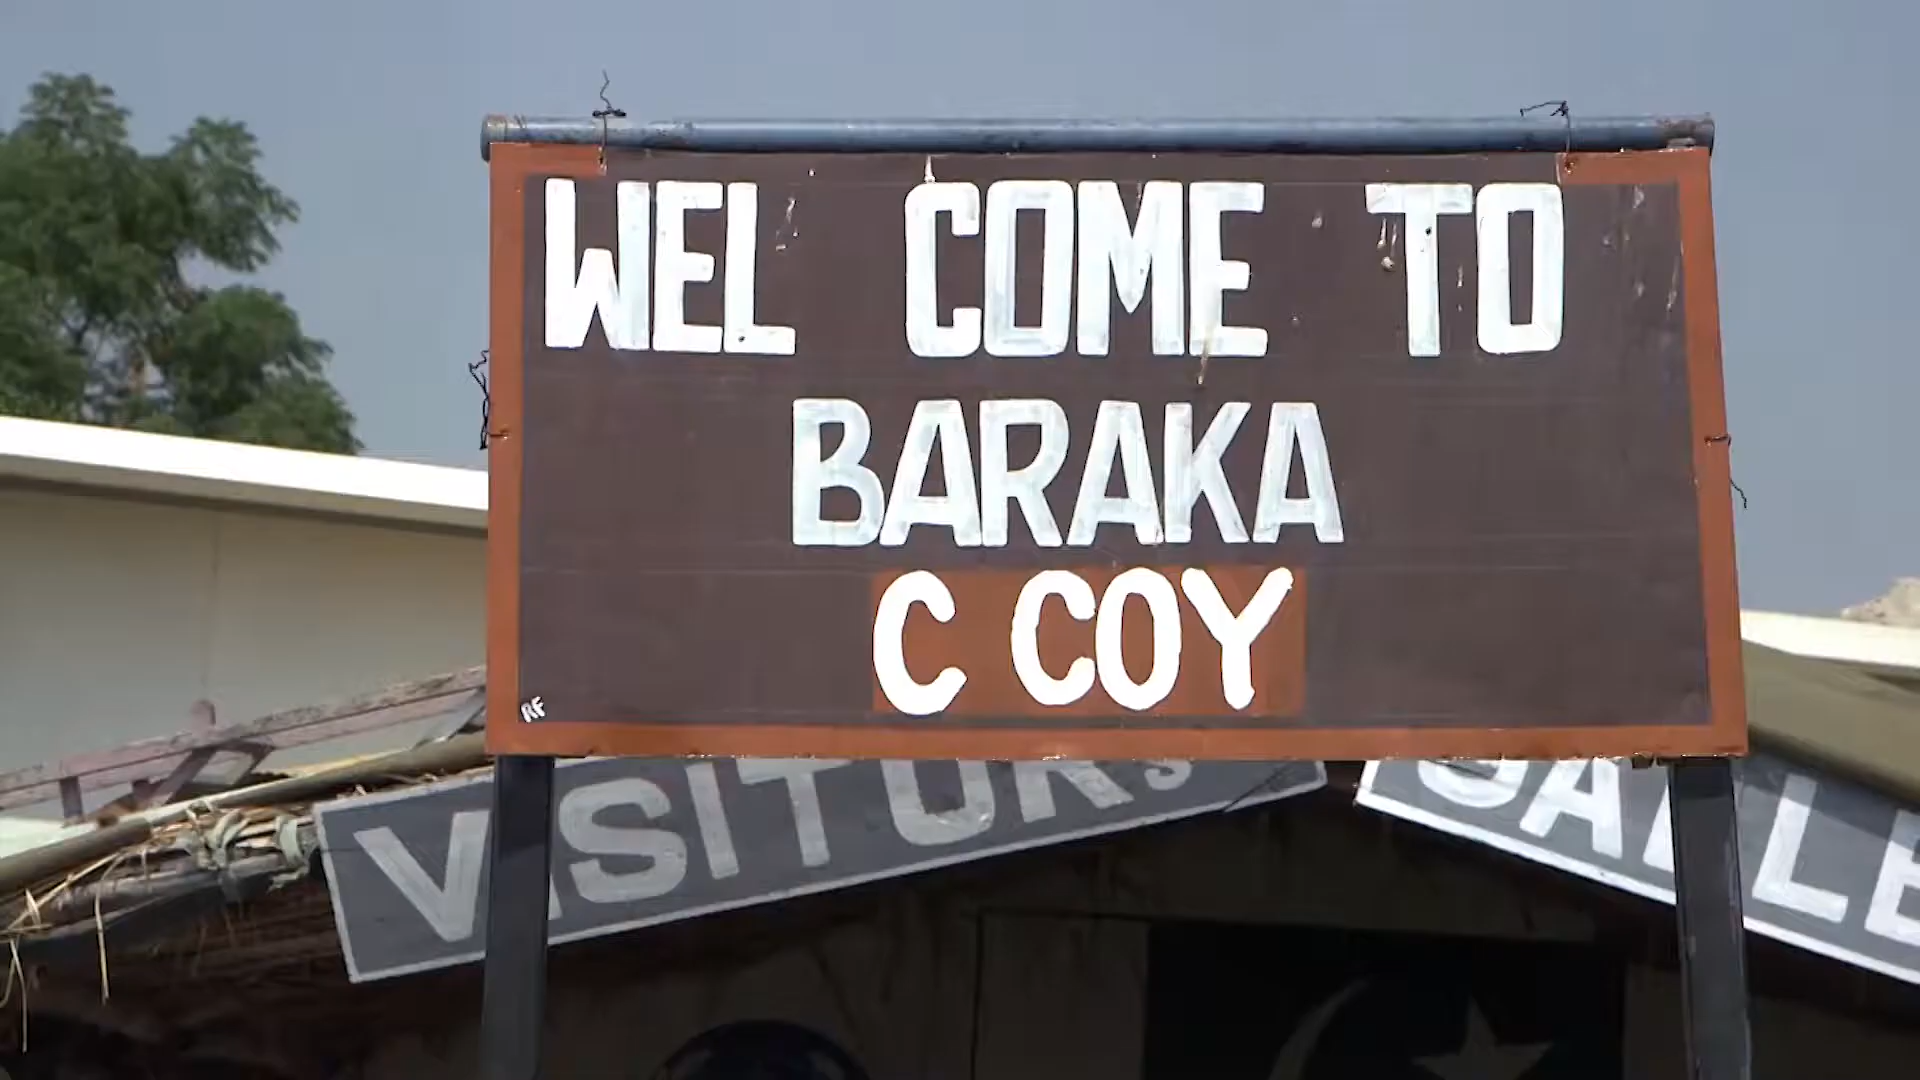 WEL COME TO
BARAKA
C COY
RF
VISITORS